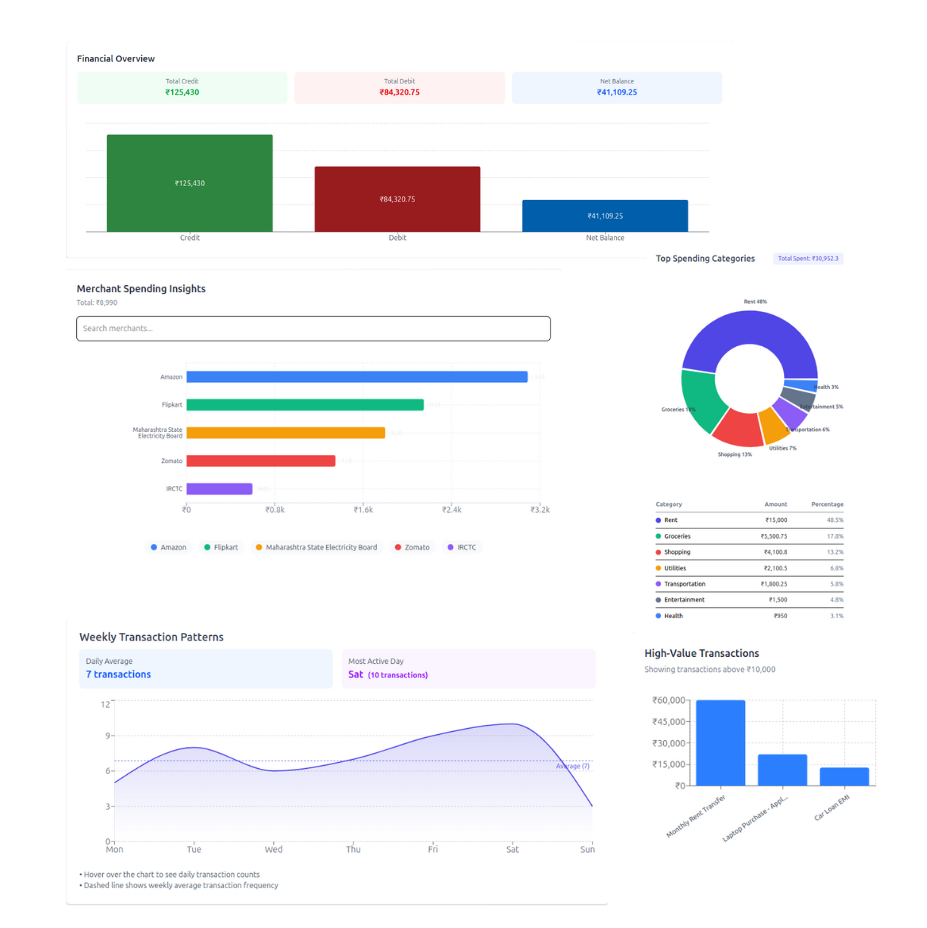 Financial Overview
Total Credit
₹125,430
Total Debit
₹84,320.75
Net Balance
₹41,109.25
₹125,430
₹84,320.75
₹41,109.25
Credit
Debit
Net Balance
Merchant Spending Insights
Total: ₹8,990
Search merchants...
Amazon
Flipkart
Maharashtra State
Electricity Board
Zomato
IRCTC
₹0
₹0.8k
₹1.6k
₹2.4k
₹3.2k
Amazon
Flipkart
Maharashtra State Electricity Board
Zomato
IRCTC
Top Spending Categories
Total Spent: ₹30,952.3
Rent 48%
Health 3%
Entertainment 5%
Transportation 6%
Utilities 7%
Shopping 13%
Groceries
Category Amount Percentage
Rent ₹15,000 48.5%
Groceries ₹5,500.75 17.8%
Shopping ₹4,100.8 13.2%
Utilities ₹2,100.5 6.8%
Transportation ₹1,800.25 5.8%
Entertainment ₹1,500 4.8%
Health ₹950 3.1%
Weekly Transaction Patterns
Daily Average
7 transactions
Most Active Day
Sat (10 transactions)
12
9
6
3
0
Average (7)
Mon
Tue
Wed
Thu
Fri
Sat
Sun
• Hover over the chart to see daily transaction counts
• Dashed line shows weekly average transaction frequency
High-Value Transactions
Showing transactions above ₹10,000
₹60,000
₹45,000
₹30,000
₹15,000
₹0
Monthly Rent Transfer
Laptop Purchase - Appl...
Car Loan EMI